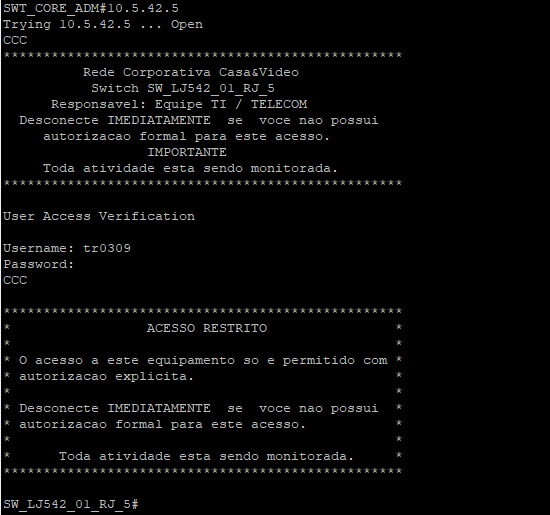 SWT_CORE_ADM#10.5.42.5
Trying 10.5.42.5 ... Open
CCC
**************************************************
Rede Corporativa Casa&Video
Switch SW_LJ542_01_RJ_5
Responsavel: Equipe TI / TELECOM
Desconecte IMEDIATAMENTE  se  voce nao possui
autorizacao formal para este acesso.
IMPORTANTE
Toda atividade esta sendo monitorada.
**************************************************
User Access Verification
Username: tr0309
Password:
CCC
**************************************************
*                 ACESSO RESTRITO                *
*                                                *
* O acesso a este equipamento so e permitido com *
* autorizacao explicita.                         *
*                                                *
* Desconecte IMEDIATAMENTE  se  voce nao possui  *
* autorizacao formal para este acesso.           *
*                                                *
*      Toda atividade esta sendo monitorada.     *
**************************************************
SW_LJ542_01_RJ_5#